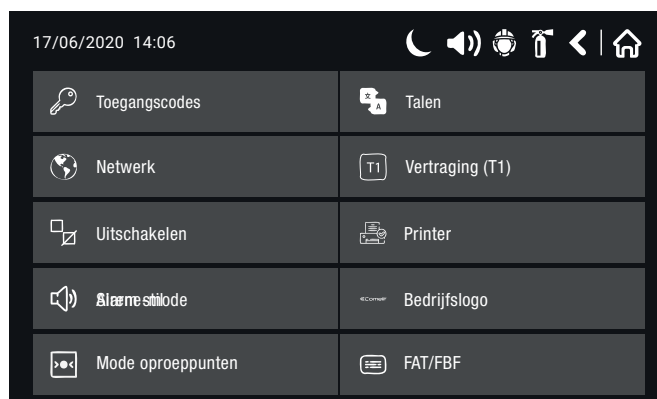 17/06/2020 14:06
Toegangscodes
Talen
Netwerk
T1
Vertraging (T1)
Uitschakelen
Printer
Bedrijfslogo
Mode oproeppunten
FAT/FBF